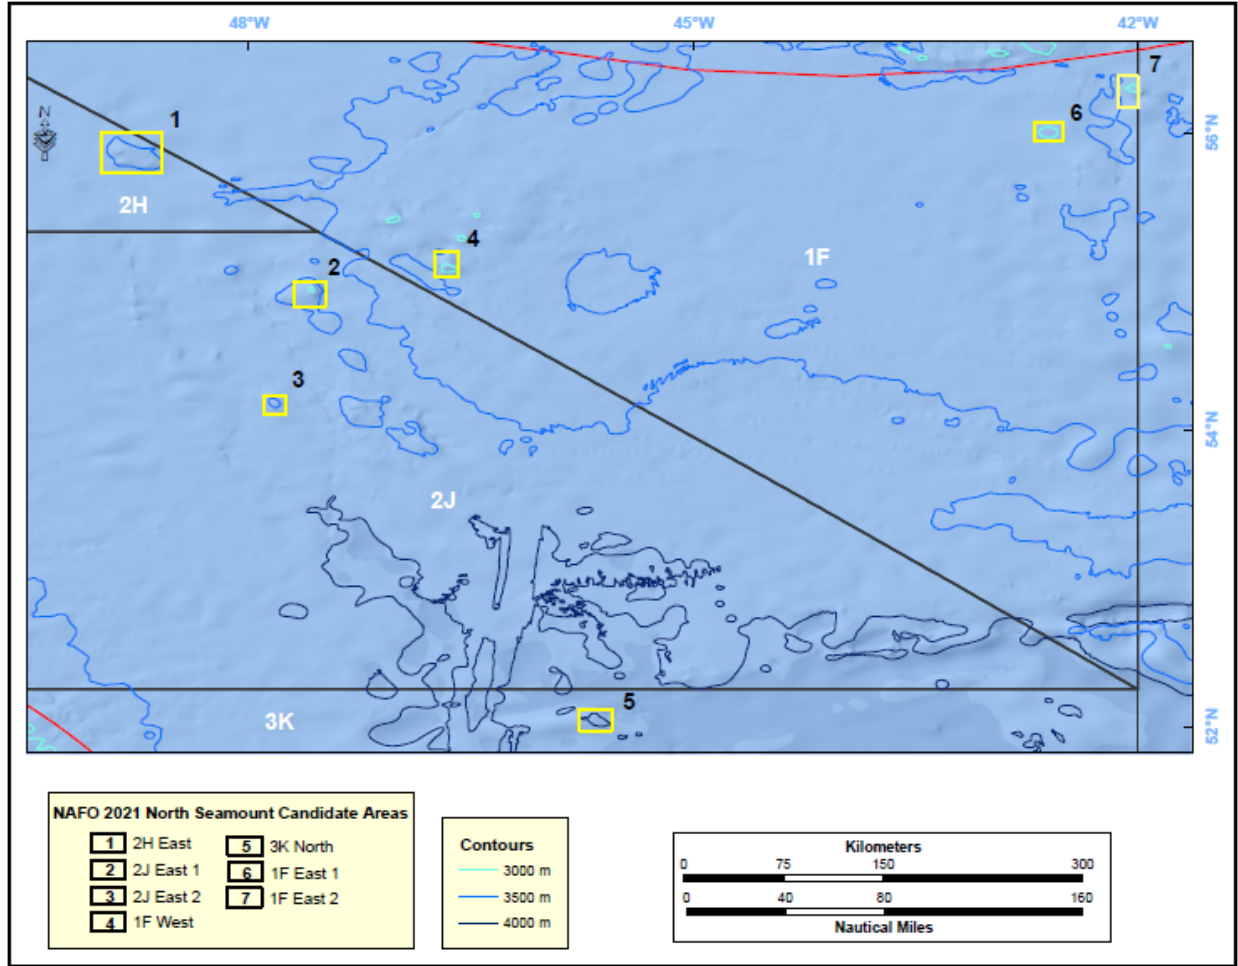 48°W 45°W 42°W
7
1
6
N
56°N
2H
4
1F
2
3
54°N
2J
5
3K
52°N
NAFO 2021 North Seamount Candidate Areas
1 2H East
2 2J East 1
3 2J East 2
4 1F West
5 3K North
6 1F East 1
7 1F East 2
Contours
3000 m
3500 m
4000 m
Kilometers
0 75 150 300
0 40 80 160
Nautical Miles